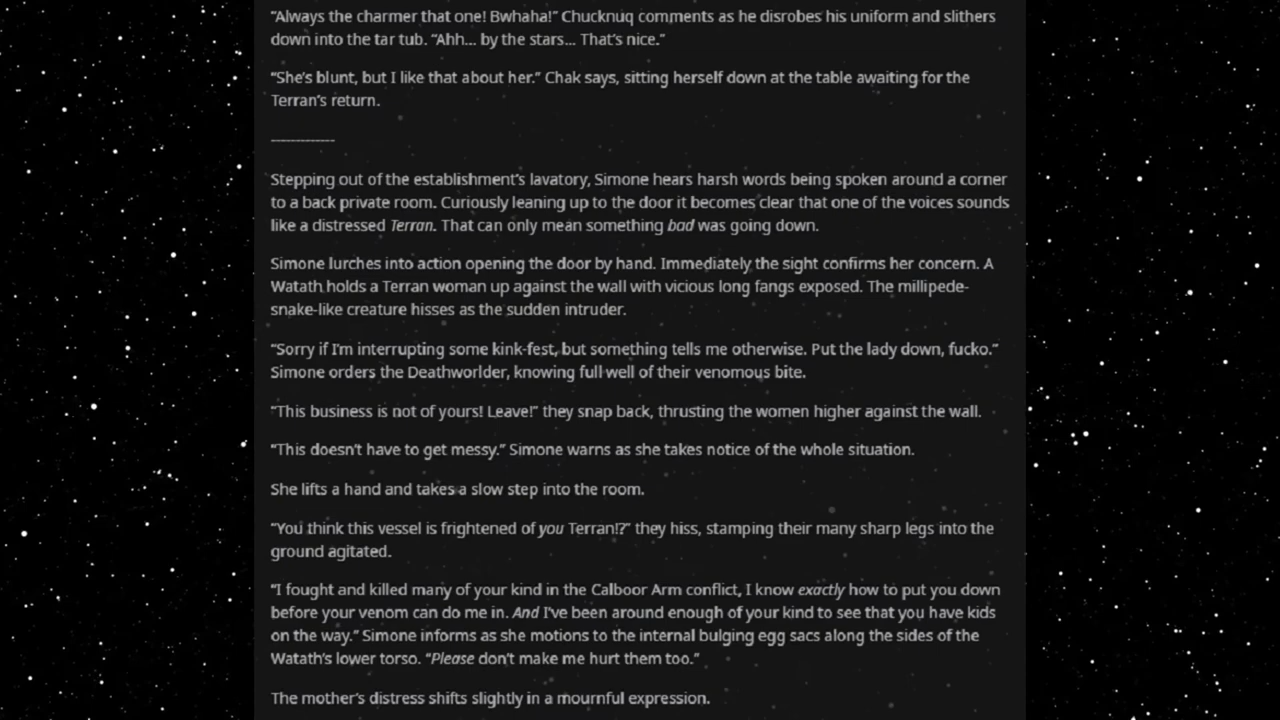 “Always the charmer that one! Bwhaha!” Chucknuq comments as he disrobes his uniform and slithers
down into the tar tub. “Ahh... by the stars... That’s nice.”
“She’s blunt, but I like that about her.” Chak says, sitting herself down at the table awaiting for the
Terran’s return.
-------------
Stepping out of the establishment’s lavatory, Simone hears harsh words being spoken around a corner
to a back private room. Curiously leaning up to the door it becomes clear that one of the voices sounds
like a distressed Terran. That can only mean something bad was going down.
Simone lurches into action opening the door by hand. Immediately the sight confirms her concern. A
Watath holds a Terran woman up against the wall with vicious long fangs exposed. The millipede-
snake-like creature hisses as the sudden intruder.
“Sorry if I’m interrupting some kink-fest, but something tells me otherwise. Put the lady down, fucko.”
Simone orders the Deathworlder, knowing full well of their venomous bite.
“This business is not of yours! Leave!” they snap back, thrusting the women higher against the wall.
“This doesn’t have to get messy.” Simone warns as she takes notice of the whole situation.
She lifts a hand and takes a slow step into the room.
“You think this vessel is frightened of you Terran!?” they hiss, stamping their many sharp legs into the
ground agitated.
“I fought and killed many of your kind in the Calboor Arm conflict, I know exactly how to put you down
before your venom can do me in. And I’ve been around enough of your kind to see that you have kids
on the way.” Simone informs as she motions to the internal bulging egg sacs along the sides of the
Watath’s lower torso. “Please don’t make me hurt them too.”
The mother’s distress shifts slightly in a mournful expression.